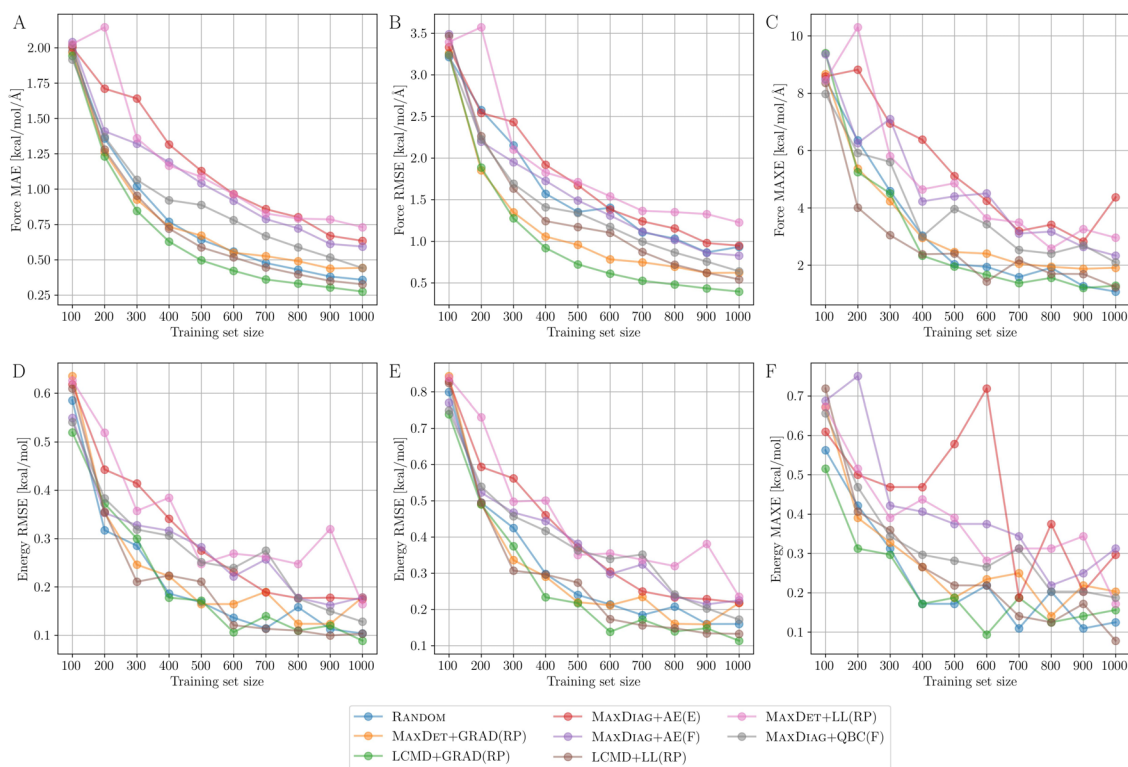 A
B
C
Force MAE [kcal/mol/Å]
2.00
1.75
1.50
1.25
1.00
0.75
0.50
0.25
100 200 300 400 500 600 700 800 900 1000
Training set size
Force RMSE [kcal/mol/Å]
3.5
3.0
2.5
2.0
1.5
1.0
0.5
100 200 300 400 500 600 700 800 900 1000
Training set size
Force MAXE [kcal/mol/Å]
10
8
6
4
2
100 200 300 400 500 600 700 800 900 1000
Training set size
D
E
F
Energy RMSE [kcal/mol]
0.6
0.5
0.4
0.3
0.2
0.1
100 200 300 400 500 600 700 800 900 1000
Training set size
Energy RMSE [kcal/mol]
0.8
0.7
0.6
0.5
0.4
0.3
0.2
0.1
100 200 300 400 500 600 700 800 900 1000
Training set size
Energy MAXE [kcal/mol]
0.7
0.6
0.5
0.4
0.3
0.2
0.1
100 200 300 400 500 600 700 800 900 1000
Training set size
RANDOM
MAXDET+GRAD(RP)
LCMD+GRAD(RP)
MAXDIAG+AE(E)
MAXDIAG+AE(F)
LCMD+LL(RP)
MAXDET+LL(RP)
MAXDIAG+QBC(F)